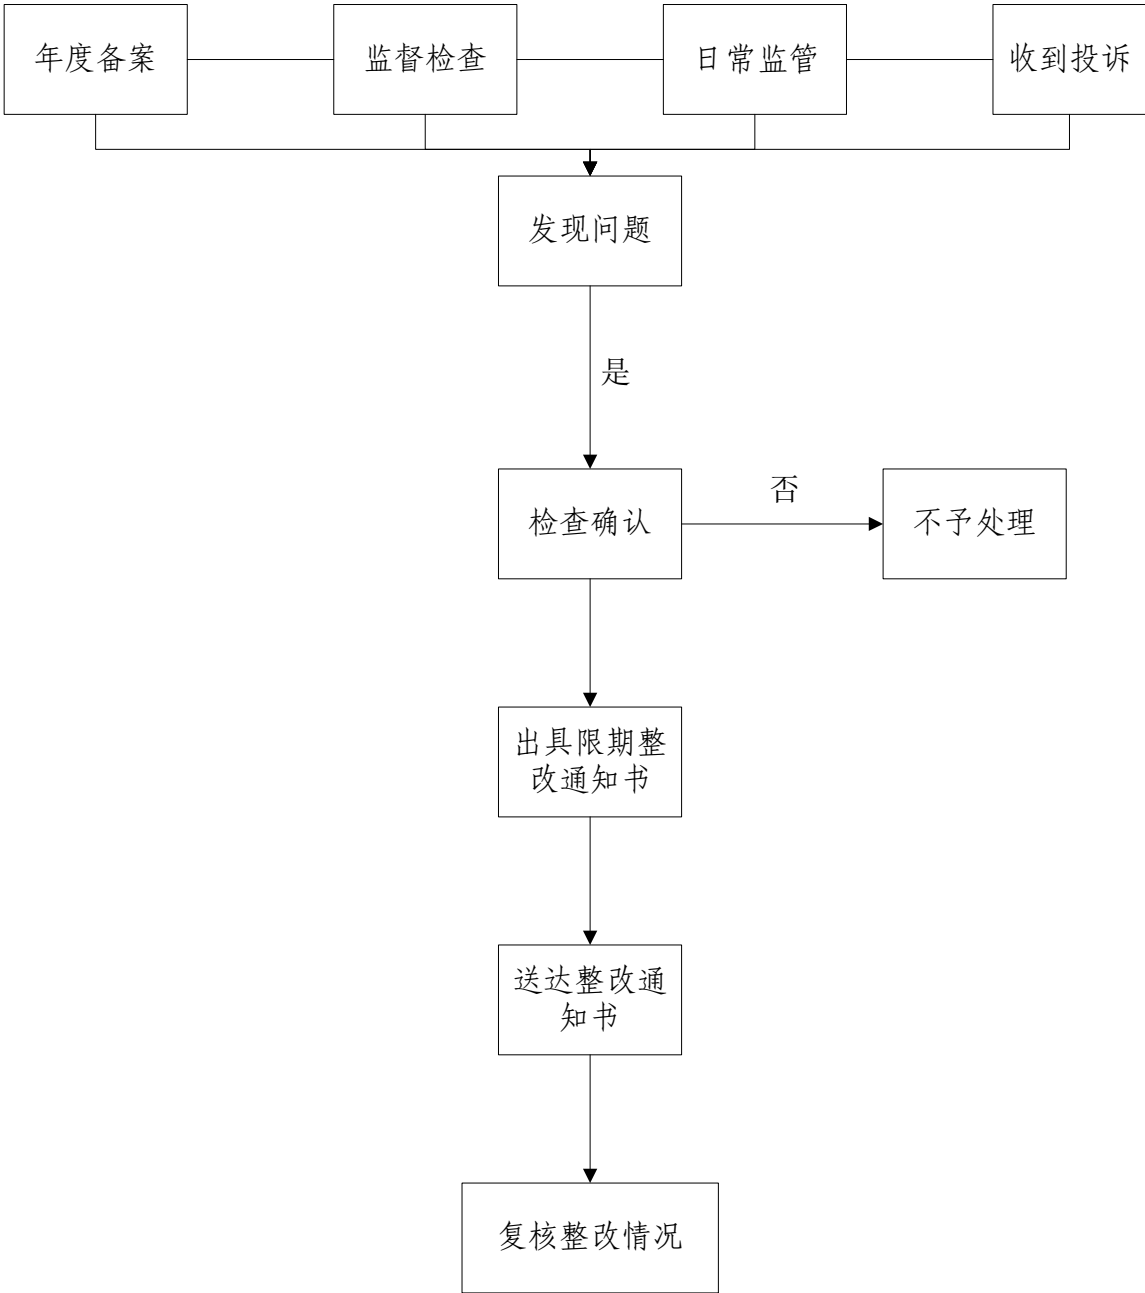 年度备案
监督检查
日常监管
收到投诉
发现问题
是
检查确认
否
不予处理
出具限期整
改通知书
送达整改通
知书
复核整改情况